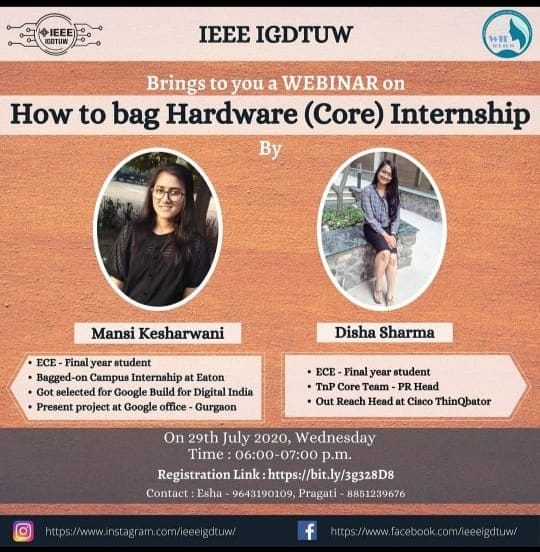 IEEE
IGDTUW
IEEE IGDTUW
WIE
Brings to you a WEBINAR on
How to bag Hardware (Core) Internship
By
Mansi Kesharwani
• ECE - Final year student
• Bagged-on Campus Internship at Eaton
• Got selected for Google Build for Digital India
• Present project at Google office - Gurgaon
Disha Sharma
• ECE - Final year student
• TnP Core Team - PR Head
• Out Reach Head at Cisco ThinQbator
On 29th July 2020, Wednesday
Time : 06:00-07:00 p.m.
Registration Link : https://bit.ly/3g328D8
Contact : Esha - 9643190109, Pragati - 8851239676
https://www.instagram.com/ieeeigdtuw/
https://www.facebook.com/ieeeigdtuw/